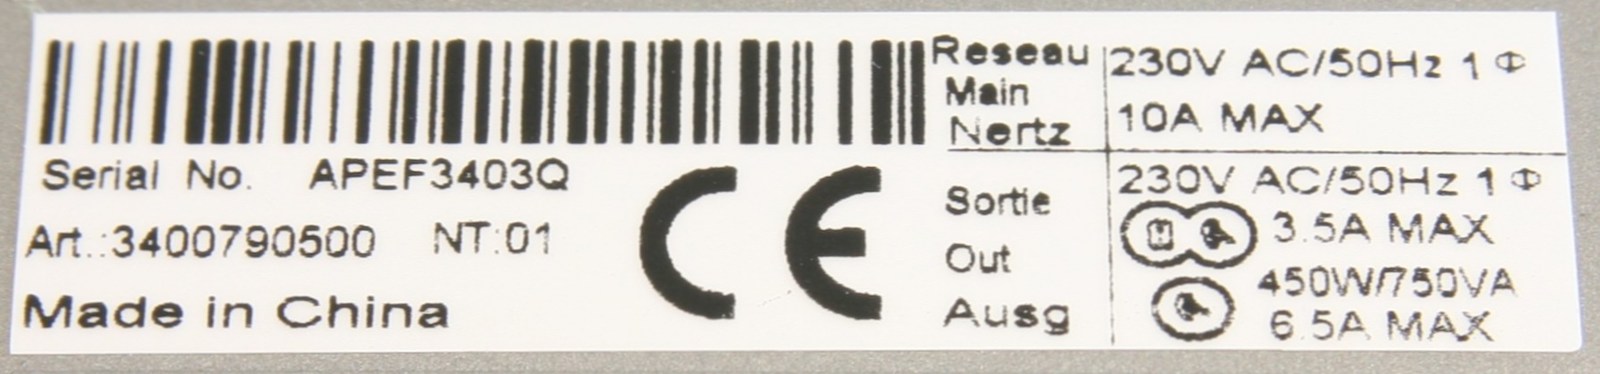 Serial No. APEF3403Q
Art.:3400790500 NT:01
Made in China
CE
Reseau
Main
Nertz
230V AC/50Hz 1 Φ
10A MAX
Sortie
Out
Ausg
230V AC/50Hz 1 Φ
3.5A MAX
450W/750VA
6.5A MAX